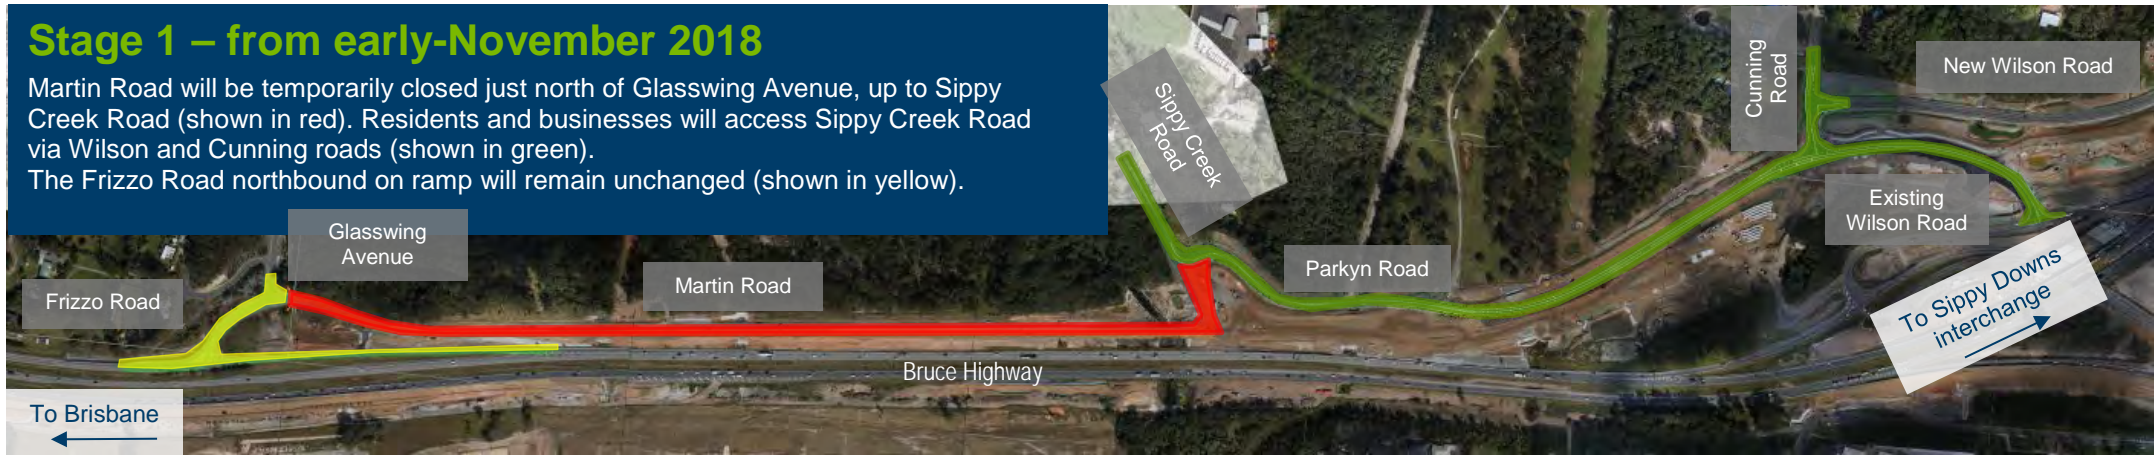 Stage 1 – from early-November 2018
Martin Road will be temporarily closed just north of Glasswing Avenue, up to Sippy
Creek Road (shown in red). Residents and businesses will access Sippy Creek Road
via Wilson and Cunning roads (shown in green).
The Frizzo Road northbound on ramp will remain unchanged (shown in yellow).
Sippy Creek
Road
Cunning
Road
New Wilson Road
Existing
Wilson Road
Glasswing
Avenue
Frizzo Road
Martin Road
Parkyn Road
To Sippy Downs
interchange
Bruce Highway
To Brisbane